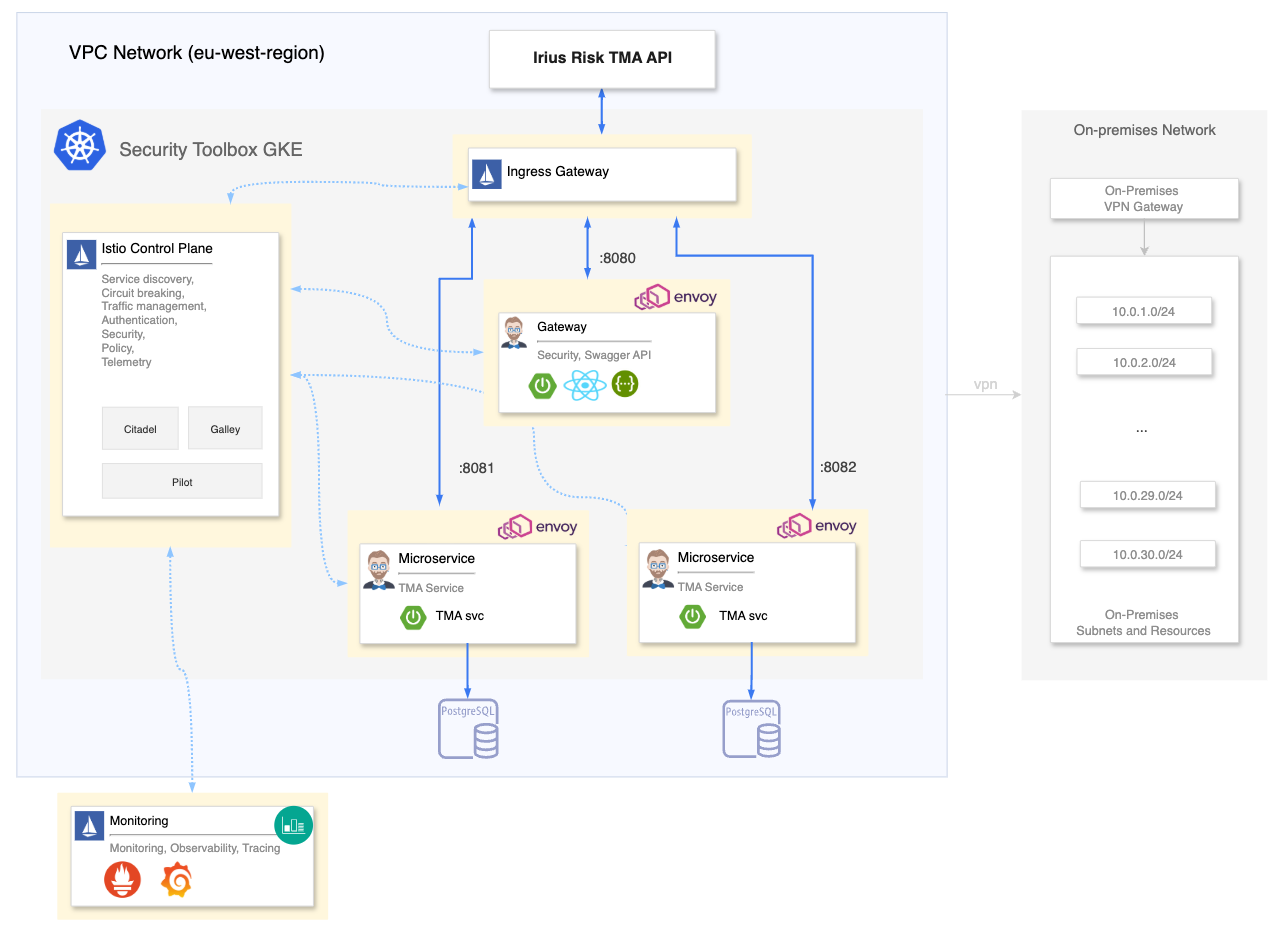 VPC Network (eu-west-region)
Irius Risk TMA API
Security Toolbox GKE
Ingress Gateway
:8080
Istio Control Plane
Service discovery,
Circuit breaking,
Traffic management,
Authentication,
Security,
Policy,
Telemetry
Citadel
Galley
Pilot
envoy
Gateway
Security, Swagger API
{···}
:8081
:8082
envoy
Microservice
TMA Service
TMA svc
envoy
Microservice
TMA Service
TMA svc
PostgreSQL
PostgreSQL
Monitoring
Monitoring, Observability, Tracing
vpn
On-premises Network
On-Premises
VPN Gateway
10.0.1.0/24
10.0.2.0/24
...
10.0.29.0/24
10.0.30.0/24
On-Premises
Subnets and Resources